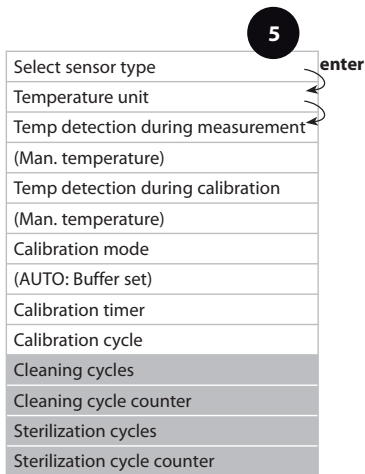 5
Select sensor type
enter
Temperature unit
Temp detection during measurement
(Man. temperature)
Temp detection during calibration
(Man. temperature)
Calibration mode
(AUTO: Buffer set)
Calibration timer
Calibration cycle
Cleaning cycles
Cleaning cycle counter
Sterilization cycles
Sterilization cycle counter